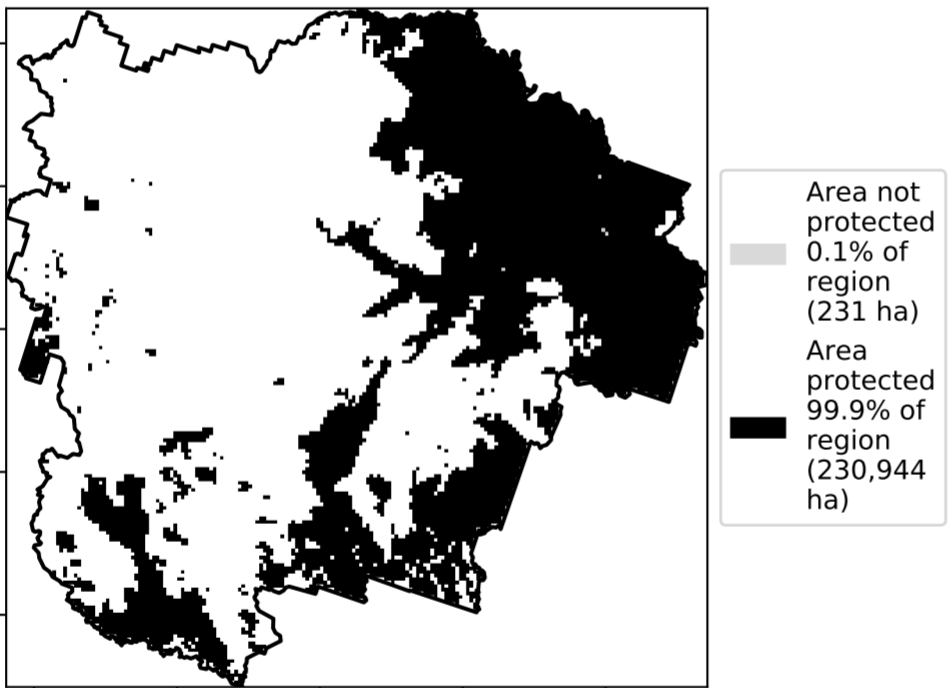 Area not
protected
0.1% of
region
(231 ha)
Area
protected
99.9% of
region
(230,944
ha)